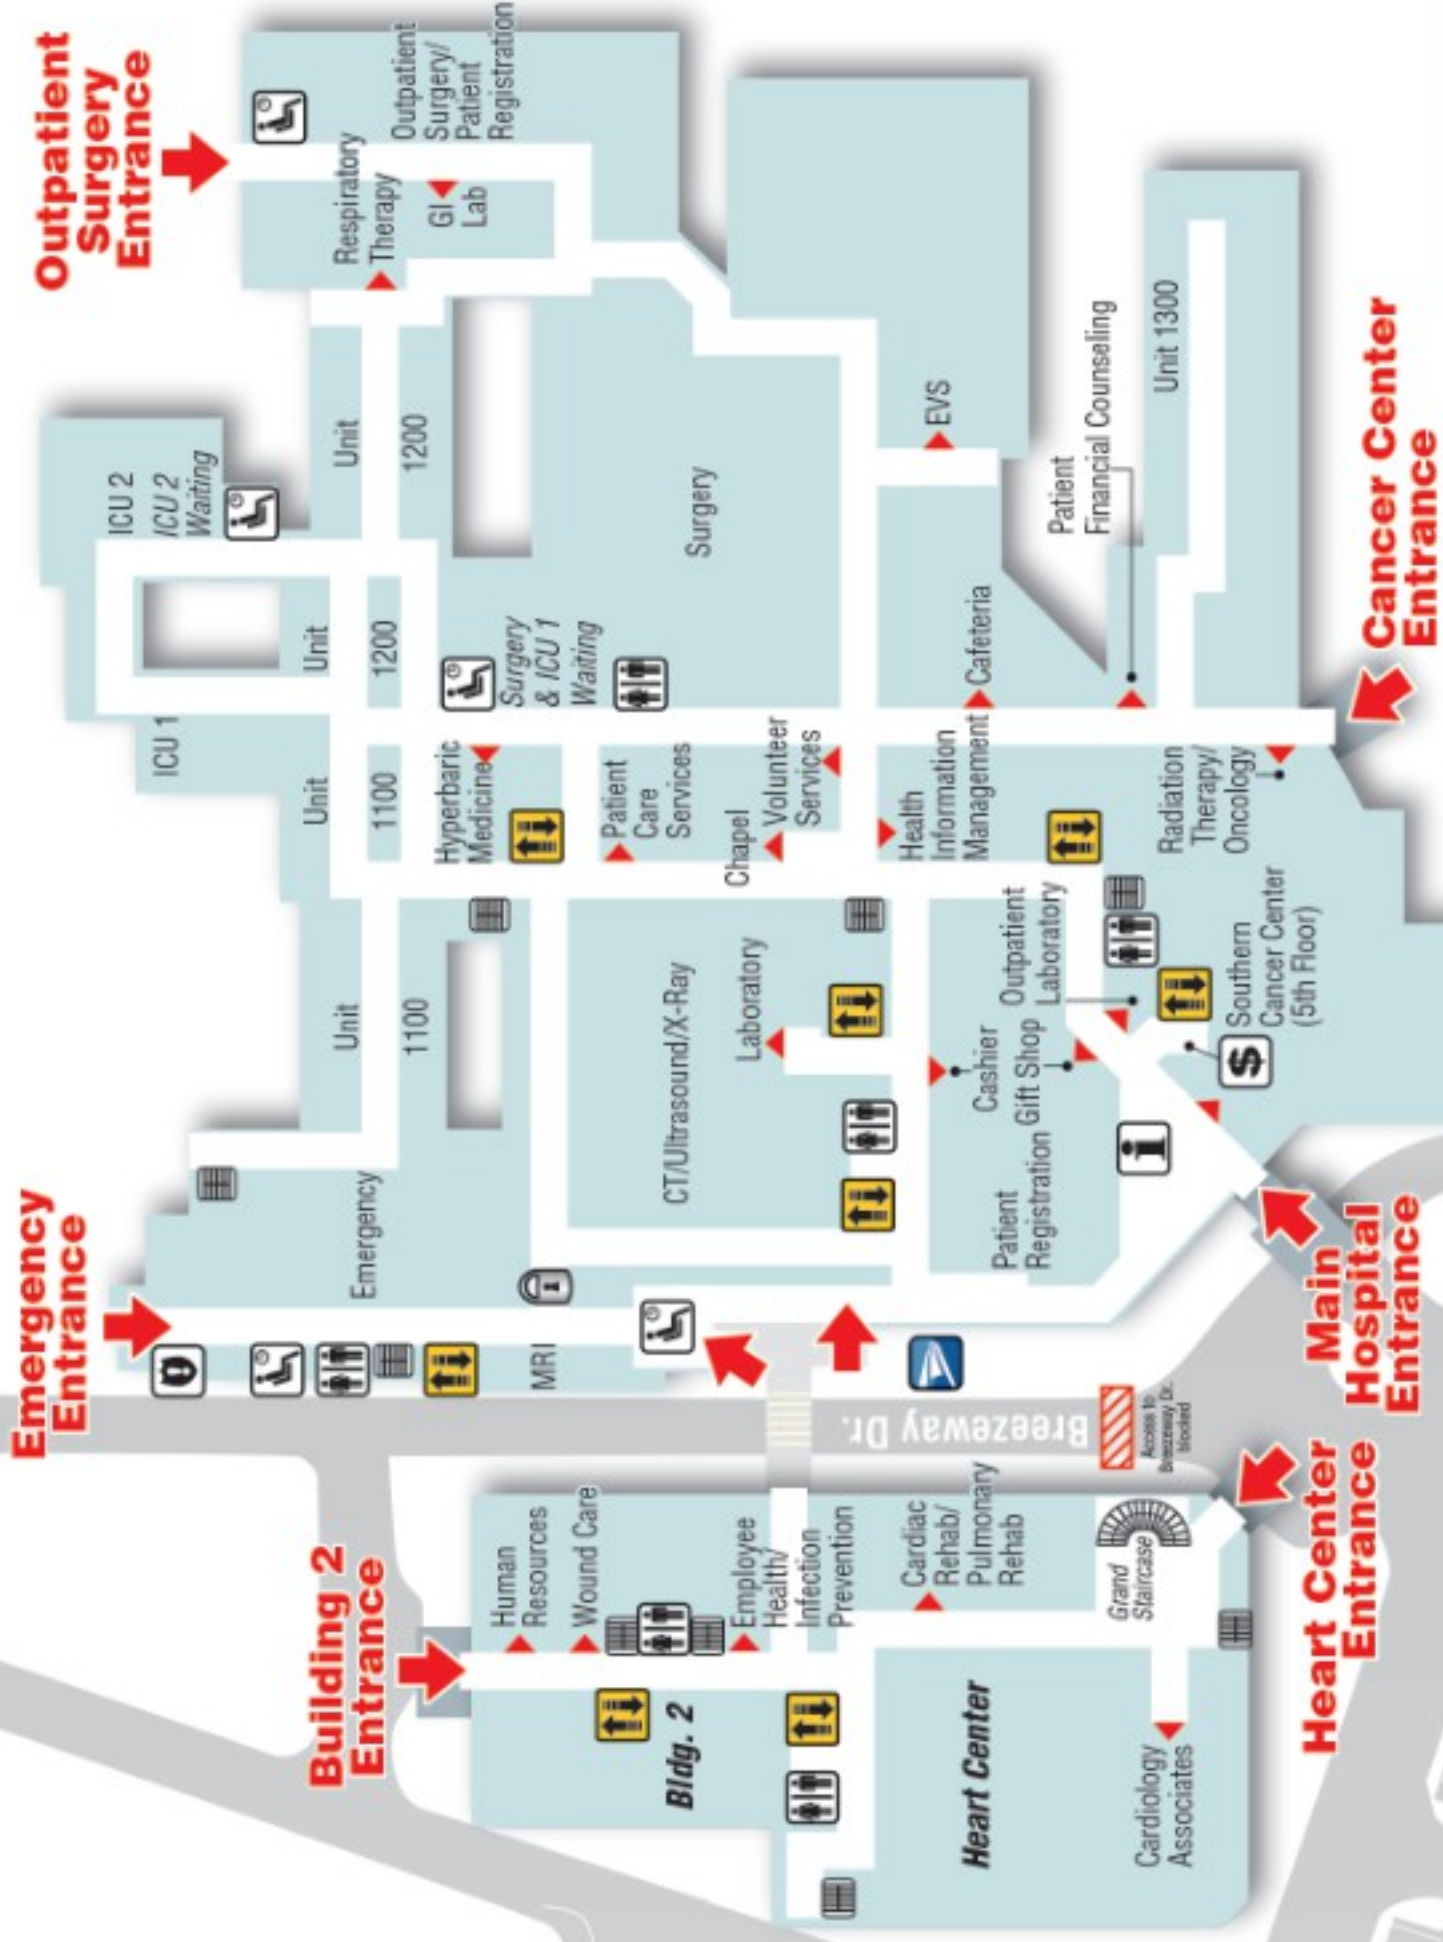 Emergency
Entrance
Outpatient
Surgery
Entrance
Building 2
Entrance
ICU 2
ICU 2
Waiting
ICU 1
Unit
1100
Unit
1100
Unit
1200
Unit
1200
Respiratory
Therapy
GI
Lab
Outpatient
Surgery/
Patient
Registration
Emergency
MRI
Hyperbaric
Medicine
Surgery
& ICU 1
Waiting
Human
Resources
Wound Care
Bldg. 2
Employee
Health/
Infection
Prevention
CT/Ultrasound/X-Ray
Laboratory
Patient
Care
Services
Chapel
Volunteer
Services
Surgery
Breezeway Dr.
Heart Center
Cardiac
Rehab/
Pulmonary
Rehab
Cashier
Gift Shop
Patient
Registration
Outpatient
Laboratory
Health
Information
Management
EVS
Cafeteria
Patient
Financial Counseling
Unit 1300
Grand
Staircase
Cardiology
Associates
Access to
Breezeway Dr.
blocked
i
$
Southern
Cancer Center
(5th Floor)
Radiation
Therapy/
Oncology
Heart Center
Entrance
Main
Hospital
Entrance
Cancer Center
Entrance